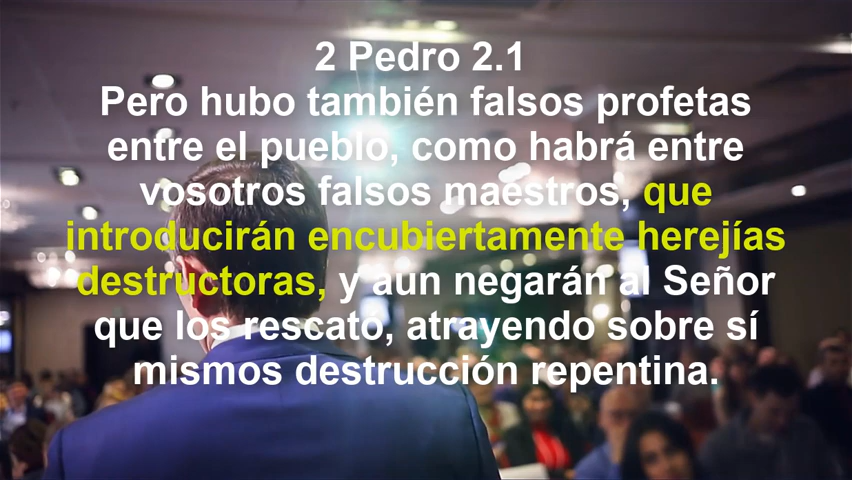 2 Pedro 2.1
Pero hubo también falsos profetas
entre el pueblo, como habrá entre
vosotros falsos maestros, que
introducirán encubiertamente herejías
destructoras, y aun negarán al Señor
que los rescató, atrayendo sobre sí
mismos destrucción repentina.